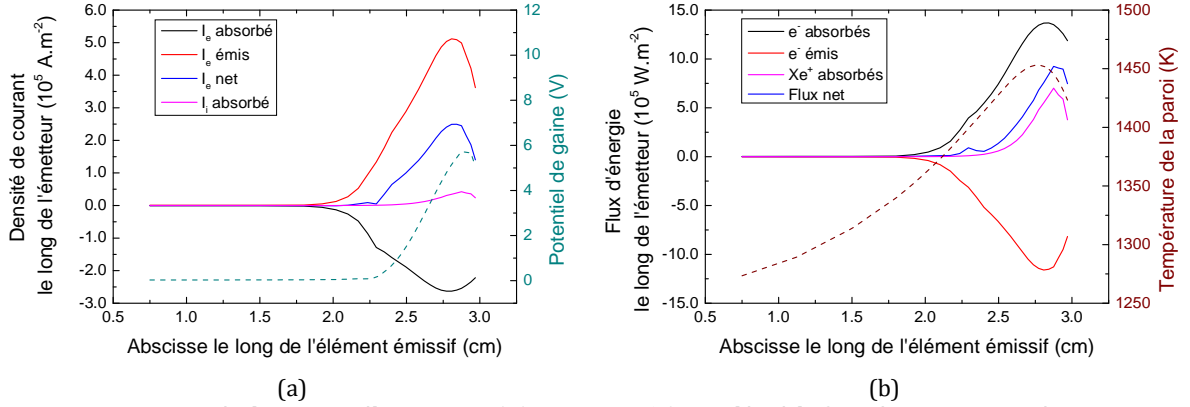 6.0
5.0
4.0
3.0
2.0
1.0
0.0
-1.0
-2.0
-3.0
0.5 1.0 1.5 2.0 2.5 3.0
12
10
8
6
4
2
0
Densité de courant
le long de l'émetteur (10⁵ A.m⁻²)
Potentiel de gaine (V)
I_e absorbé
I_e émis
I_e net
I_i absorbé
Abscisse le long de l'élément émissif (cm)
(a)
15.0
10.0
5.0
0.0
-5.0
-10.0
-15.0
0.5 1.0 1.5 2.0 2.5 3.0
1500
1450
1400
1350
1300
1250
Flux d'énergie
le long de l'émetteur (10⁵ W.m⁻²)
Température de la paroi (K)
e⁻ absorbés
e⁻ émis
Xe⁺ absorbés
Flux net
Abscisse le long de l'élément émissif (cm)
(b)